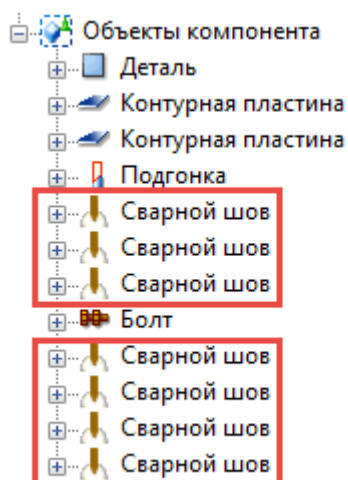 Объекты компонента
Деталь
Контурная пластина
Контурная пластина
Подгонка
Сварной шов
Сварной шов
Сварной шов
Болт
Сварной шов
Сварной шов
Сварной шов
Сварной шов